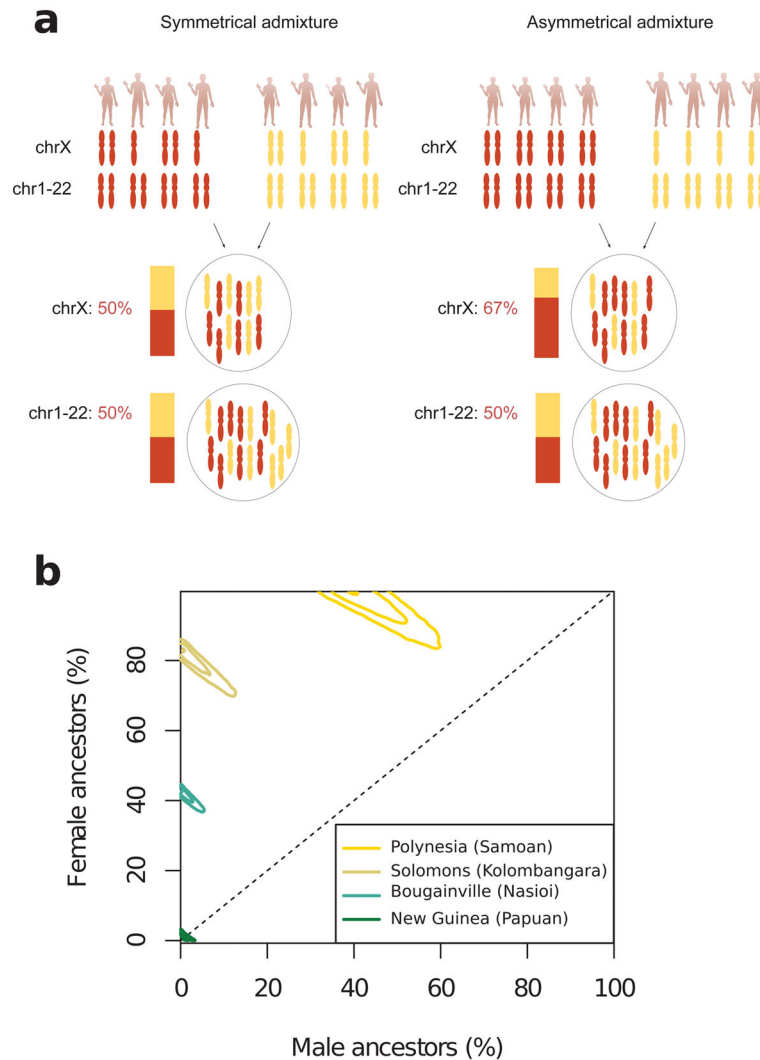 a
Symmetrical admixture
Asymmetrical admixture
chrX
chrX
chr1-22
chr1-22
chrX: 50%
chrX: 67%
chr1-22: 50%
chr1-22: 50%
b
Female ancestors (%)
80
60
40
20
0
Polynesia (Samoan)
Solomons (Kolombangara)
Bougainville (Nasioi)
New Guinea (Papuan)
0 20 40 60 80 100
Male ancestors (%)